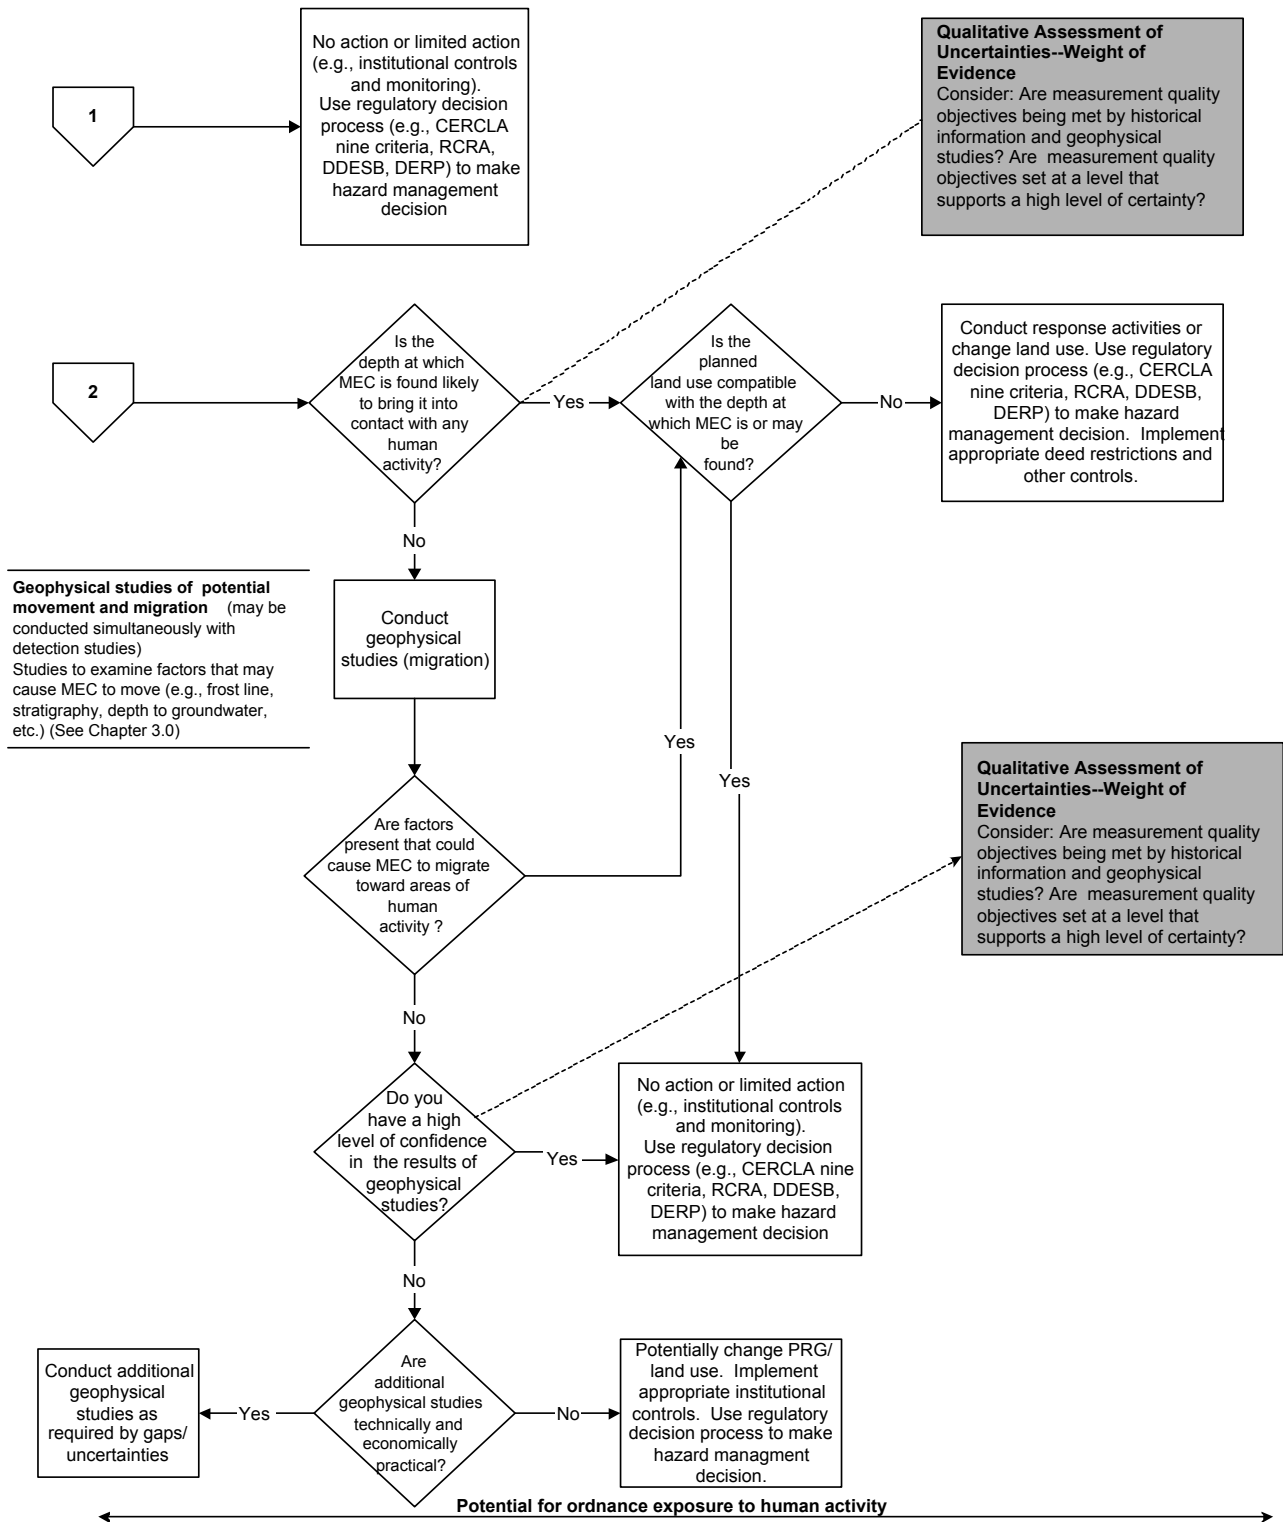 1
No action or limited action
(e.g., institutional controls
and monitoring).
Use regulatory decision
process (e.g., CERCLA
nine criteria, RCRA,
DDESB, DERP) to make
hazard management
decision
Qualitative Assessment of
Uncertainties--Weight of
Evidence
Consider: Are measurement quality
objectives being met by historical
information and geophysical
studies? Are measurement quality
objectives set at a level that
supports a high level of certainty?
2
Is the
depth at which
MEC is found likely
to bring it into
contact with any
human
activity?
Yes
Is the
planned
land use compatible
with the depth at
which MEC is or may
be
found?
No
Conduct response activities or
change land use. Use regulatory
decision process (e.g., CERCLA
nine criteria, RCRA, DDESB,
DERP) to make hazard
management decision. Implement
appropriate deed restrictions and
other controls.
No
Geophysical studies of potential
movement and migration (may be
conducted simultaneously with
detection studies)
Studies to examine factors that may
cause MEC to move (e.g., frost line,
stratigraphy, depth to groundwater,
etc.) (See Chapter 3.0)
Conduct
geophysical
studies (migration)
Yes
Yes
Are factors
present that could
cause MEC to migrate
toward areas of
human
activity ?
Qualitative Assessment of
Uncertainties--Weight of
Evidence
Consider: Are measurement quality
objectives being met by historical
information and geophysical
studies? Are measurement quality
objectives set at a level that
supports a high level of certainty?
No
Do you
have a high
level of confidence
in the results of
geophysical
studies?
Yes
No action or limited action
(e.g., institutional controls
and monitoring).
Use regulatory decision
process (e.g., CERCLA nine
criteria, RCRA, DDESB,
DERP) to make hazard
management decision
No
Conduct additional
geophysical
studies as
required by gaps/
uncertainties
Yes
Are
additional
geophysical studies
technically and
economically
practical?
No
Potentially change PRG/
land use. Implement
appropriate institutional
controls. Use regulatory
decision process to make
hazard managment
decision.
Potential for ordnance exposure to human activity